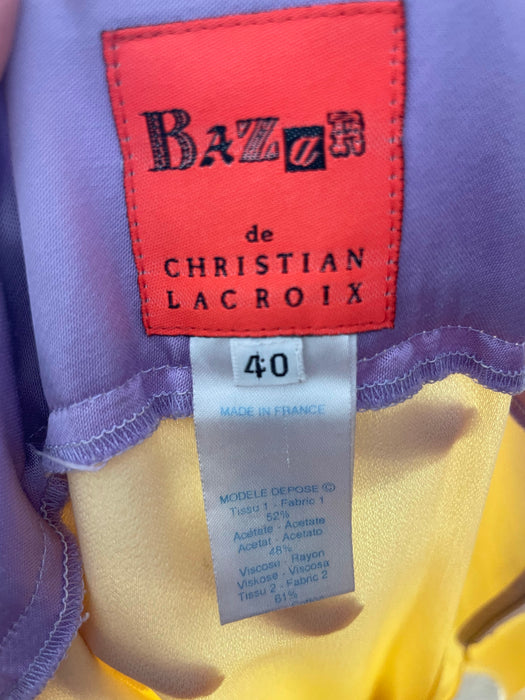 BAZaR
de
CHRISTIAN
LACROIX
40
MADE IN FRANCE
MODELE DEPOSE ©
Tissu 1 - Fabric 1
52%
Acétate - Acetate
Acetat - Acetato
48%
Viscose - Rayon
Viskose - Viscosa
Tissu 2 - Fabric 2
61%